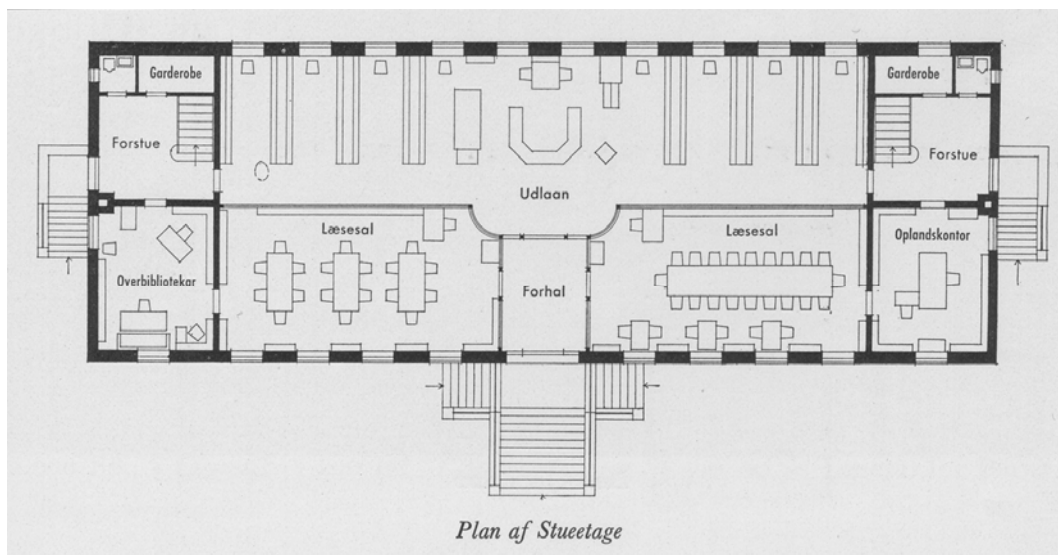 Garderobe
Garderobe
Forstue
Forstue
Udlaan
Læsesal
Læsesal
Oplandskontor
Overbibliotekar
Forhal
Plan af Stueetage